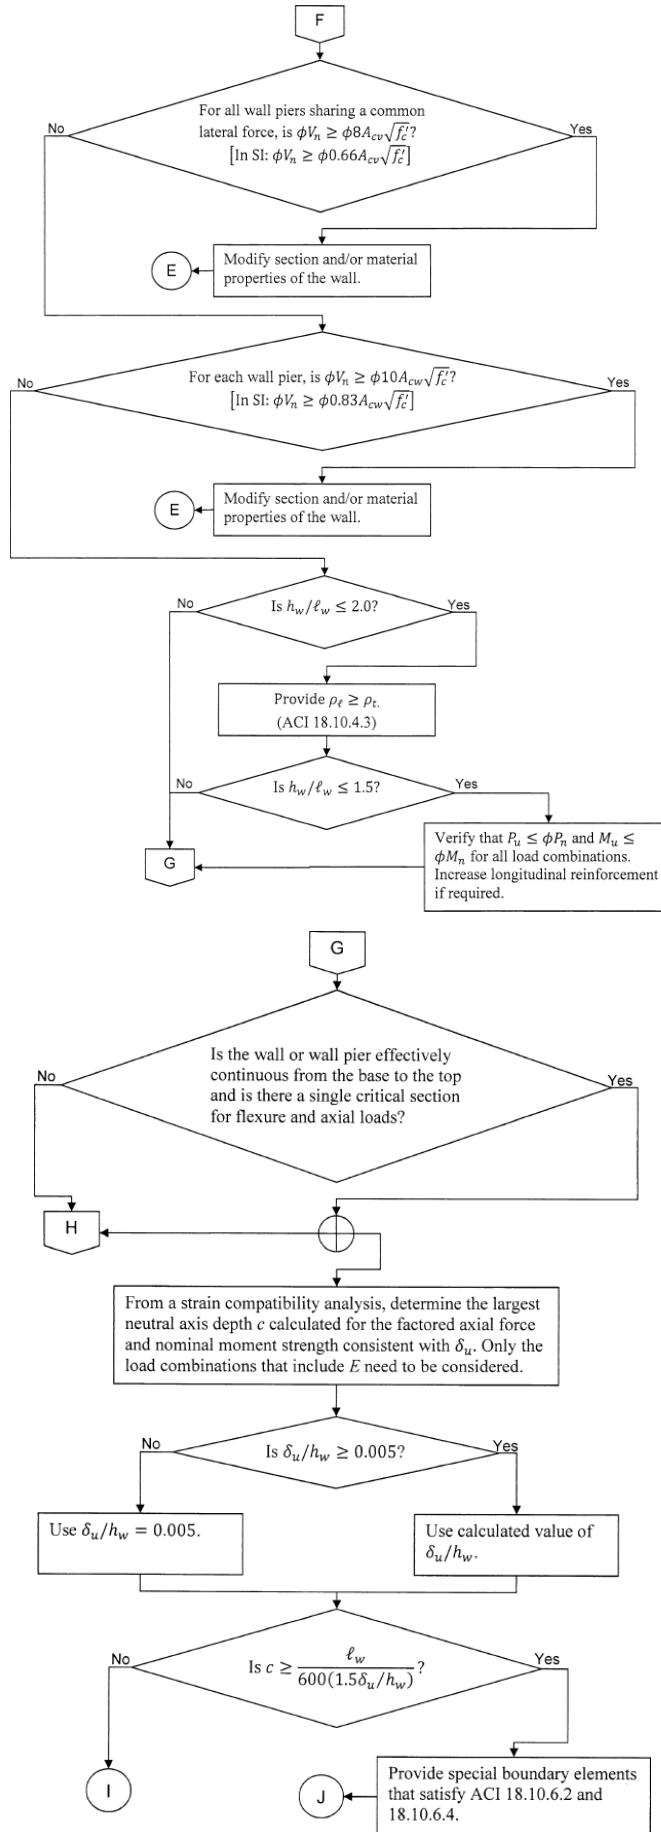 F
For all wall piers sharing a common
lateral force, is ϕVₙ ≥ ϕ8A_cv√f′_c?
[In SI: ϕVₙ ≥ ϕ0.66A_cv√f′_c]
No
Yes
E
Modify section and/or material
properties of the wall.
No
For each wall pier, is ϕVₙ ≥ ϕ10A_cw√f′_c?
[In SI: ϕVₙ ≥ ϕ0.83A_cw√f′_c]
Yes
E
Modify section and/or material
properties of the wall.
No
Is h_w/ℓ_w ≤ 2.0?
Yes
Provide ρ_ℓ ≥ ρ_t.
(ACI 18.10.4.3)
No
Is h_w/ℓ_w ≤ 1.5?
Yes
Verify that P_u ≤ ϕP_n and M_u ≤
ϕM_n for all load combinations.
Increase longitudinal reinforcement
if required.
G
G
Is the wall or wall pier effectively
continuous from the base to the top
and is there a single critical section
for flexure and axial loads?
No
Yes
H
From a strain compatibility analysis, determine the largest
neutral axis depth c calculated for the factored axial force
and nominal moment strength consistent with δ_u. Only the
load combinations that include E need to be considered.
No
Is δ_u/h_w ≥ 0.005?
Yes
Use δ_u/h_w = 0.005.
Use calculated value of
δ_u/h_w.
No
Is c ≥ ℓ_w / 600(1.5δ_u/h_w) ?
Yes
I
J
Provide special boundary elements
that satisfy ACI 18.10.6.2 and
18.10.6.4.